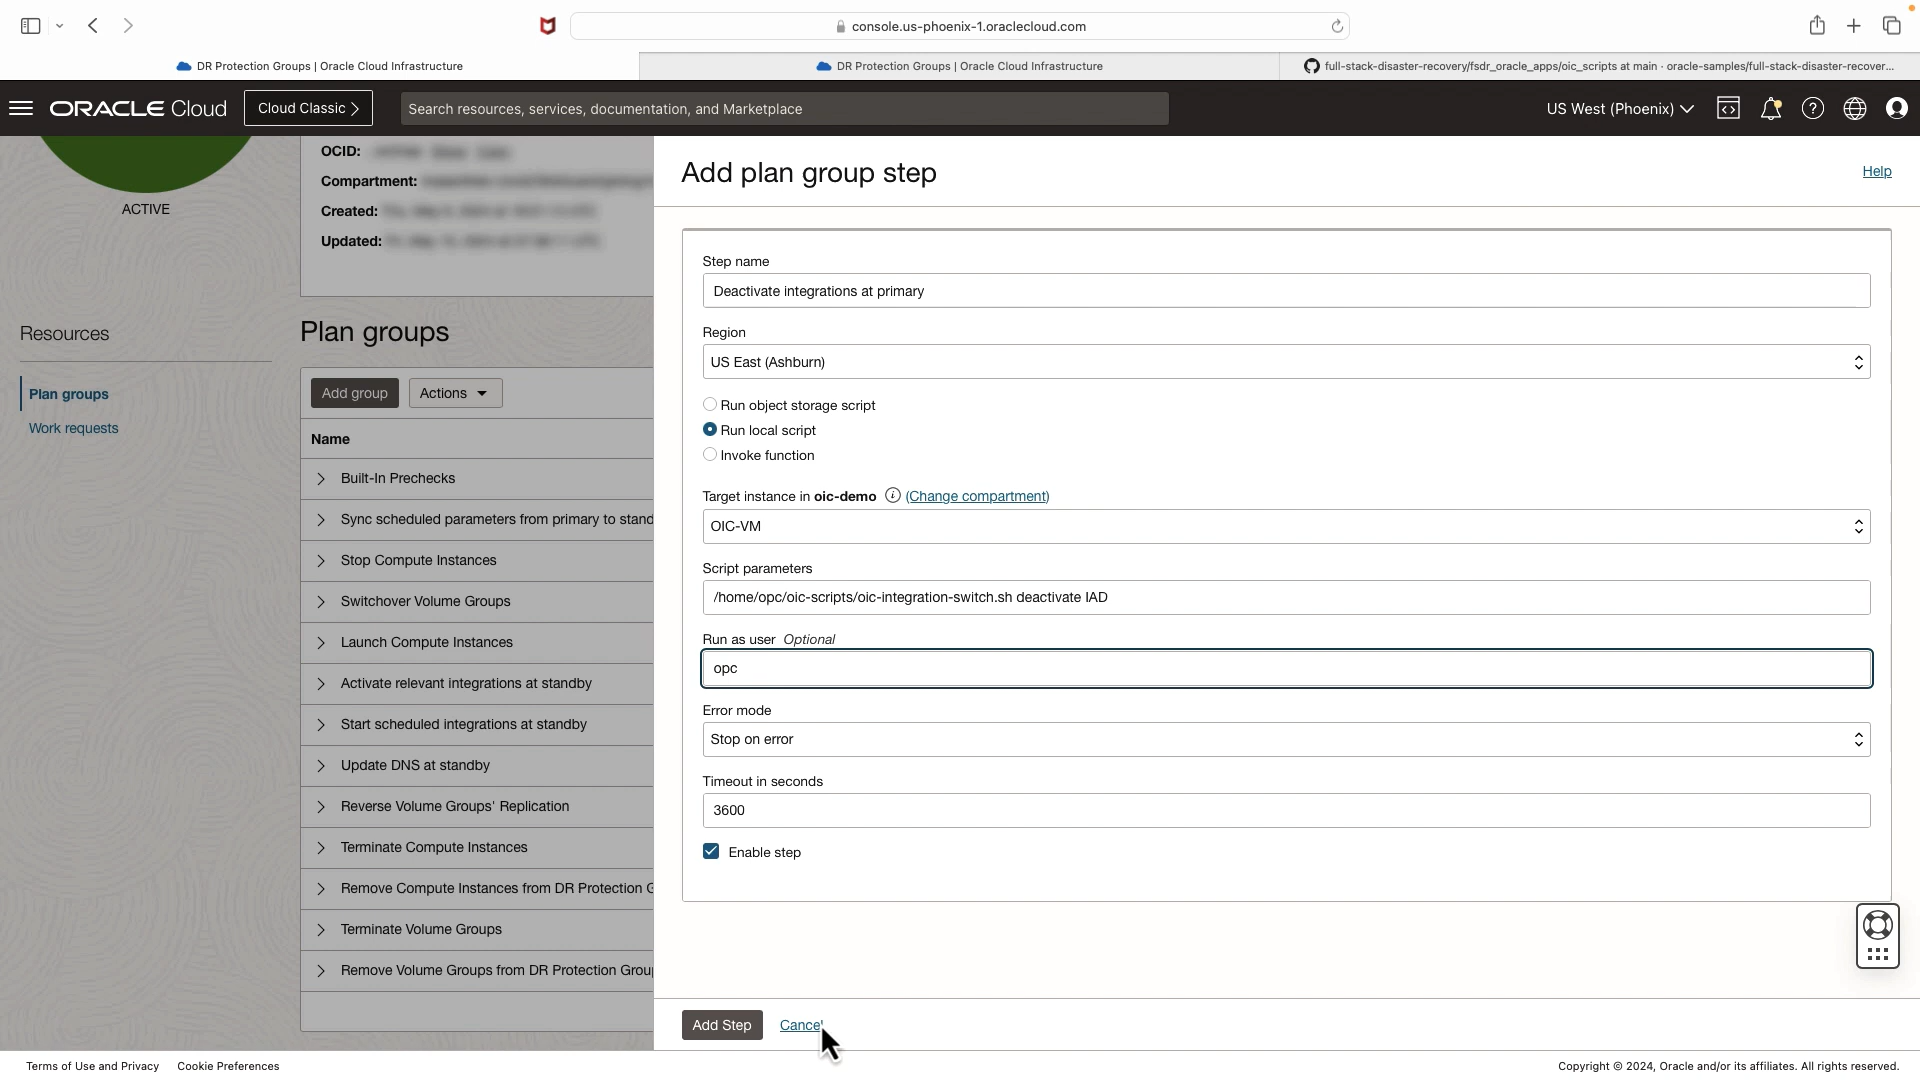 console.us-phoenix-1.oraclecloud.com
DR Protection Groups | Oracle Cloud Infrastructure
DR Protection Groups | Oracle Cloud Infrastructure
full-stack-disaster-recovery/fsdr_oracle_apps/oic_scripts at main · oracle-samples/full-stack-disaster-recover...
ORACLE Cloud
Cloud Classic
Search resources, services, documentation, and Marketplace
US West (Phoenix)
ACTIVE
OCID:
Compartment:
Created:
Updated:
Resources
Plan groups
Work requests
Plan groups
Add group
Actions
Name
Built-In Prechecks
Sync scheduled parameters from primary to stand
Stop Compute Instances
Switchover Volume Groups
Launch Compute Instances
Activate relevant integrations at standby
Start scheduled integrations at standby
Update DNS at standby
Reverse Volume Groups' Replication
Terminate Compute Instances
Remove Compute Instances from DR Protection G
Terminate Volume Groups
Remove Volume Groups from DR Protection Grou
Add plan group step
Help
Step name
Deactivate integrations at primary
Region
US East (Ashburn)
Run object storage script
Run local script
Invoke function
Target instance in oic-demo (Change compartment)
OIC-VM
Script parameters
/home/opc/oic-scripts/oic-integration-switch.sh deactivate IAD
Run as user Optional
opc
Error mode
Stop on error
Timeout in seconds
3600
Enable step
Add Step
Cancel
Terms of Use and Privacy
Cookie Preferences
Copyright © 2024, Oracle and/or its affiliates. All rights reserved.